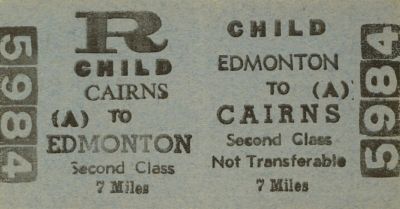 5984
R
CHILD
CAIRNS
(A) TO
EDMONTON
Second Class
7 Miles
CHILD
EDMONTON
TO (A)
CAIRNS
Second Glass
Not Transferable
7 Miles
5984